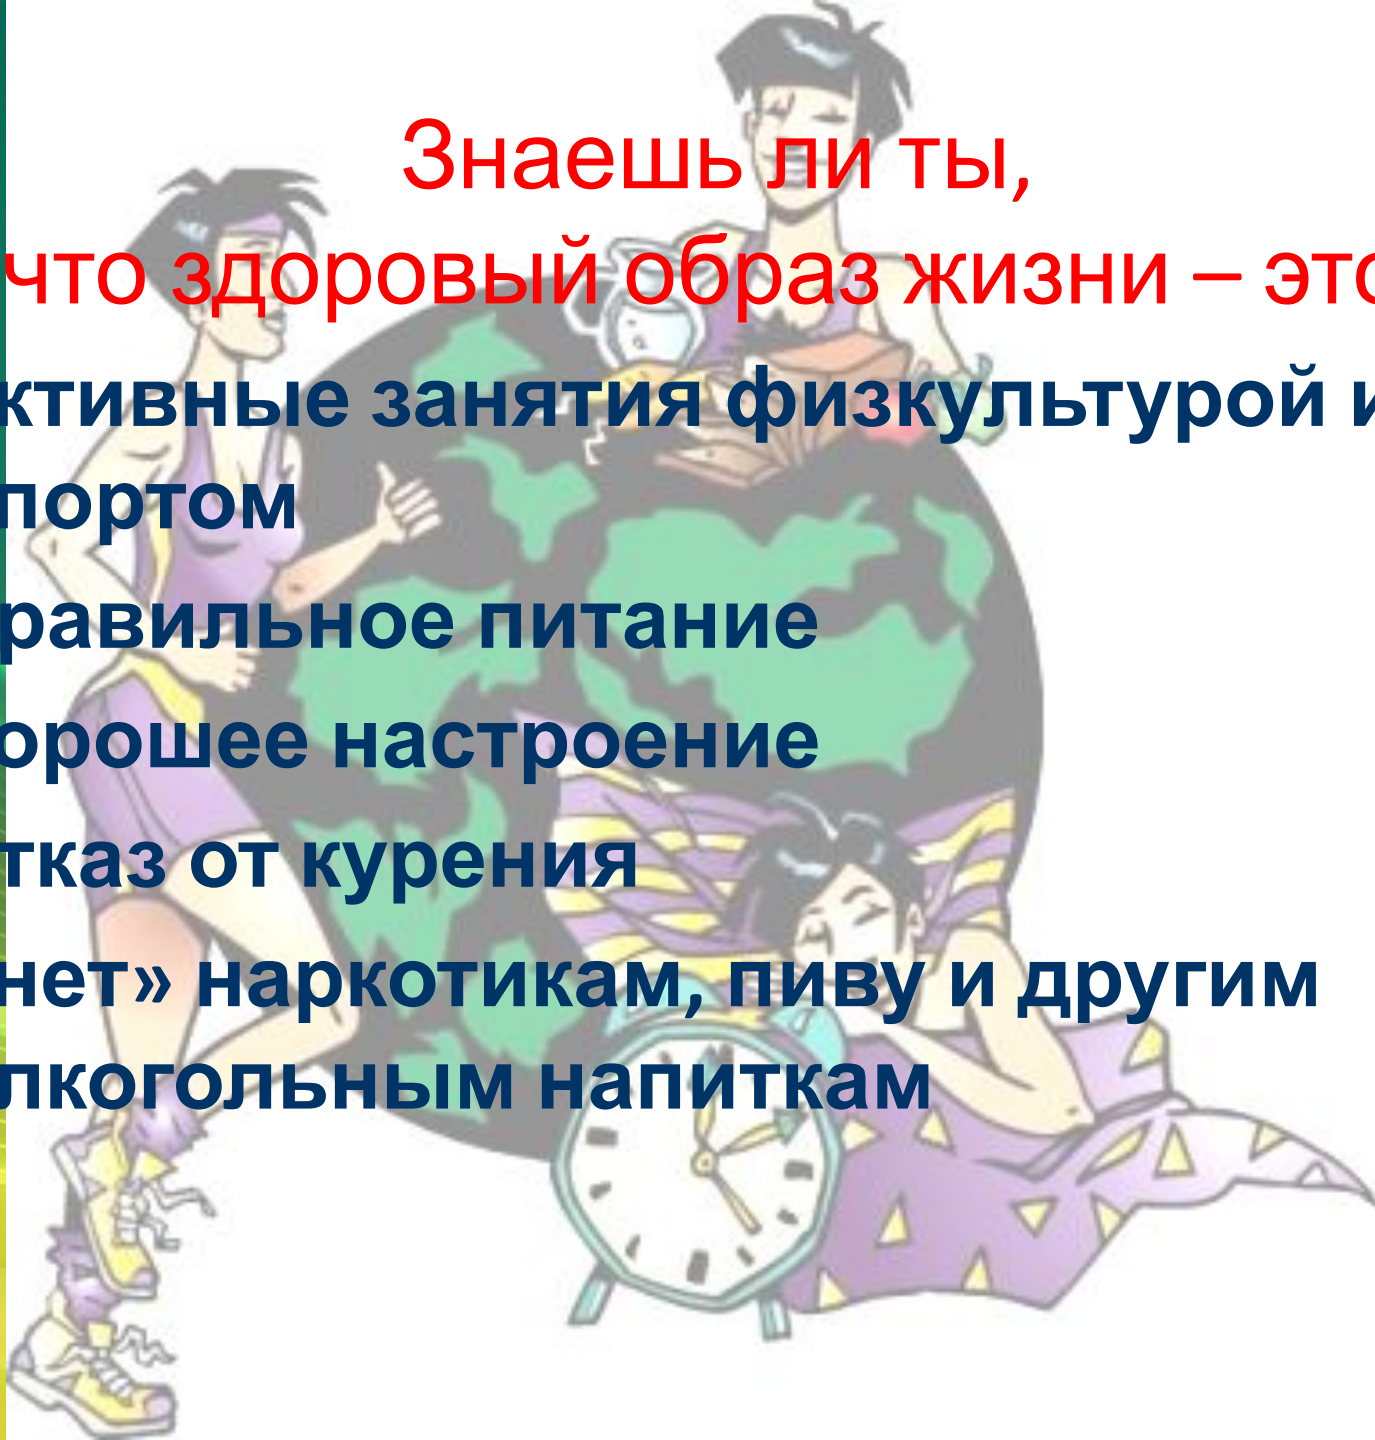 Знаешь ли ты,
что здоровый образ жизни – это
ктивные занятия физкультурой и
портом
равильное питание
орошее настроение
тказ от курения
нет» наркотикам, пиву и другим
лкогольным напиткам